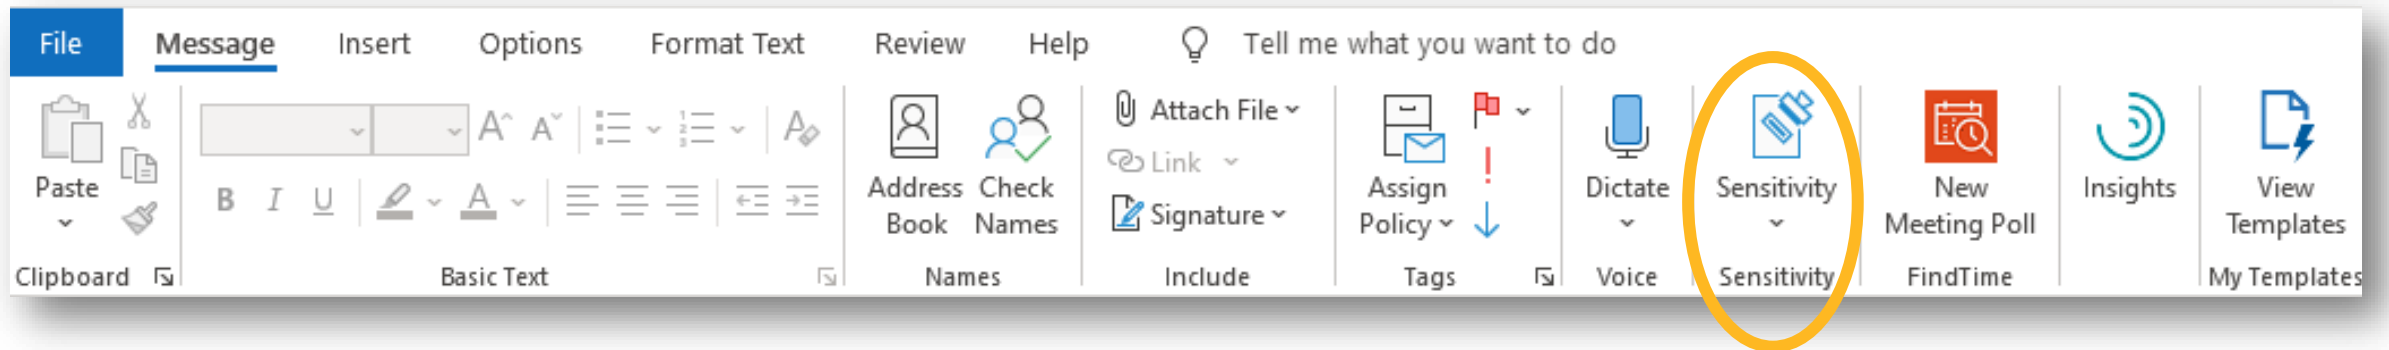 File Message Insert Options Format Text Review Help Tell me what you want to do
Paste
A A A
B I U A
Clipboard
Basic Text
Address Book
Check Names
Names
Attach File
Link
Signature
Include
Assign Policy
Tags
Dictate
Voice
Sensitivity
Sensitivity
New Meeting Poll
FindTime
Insights
View Templates
My Templates